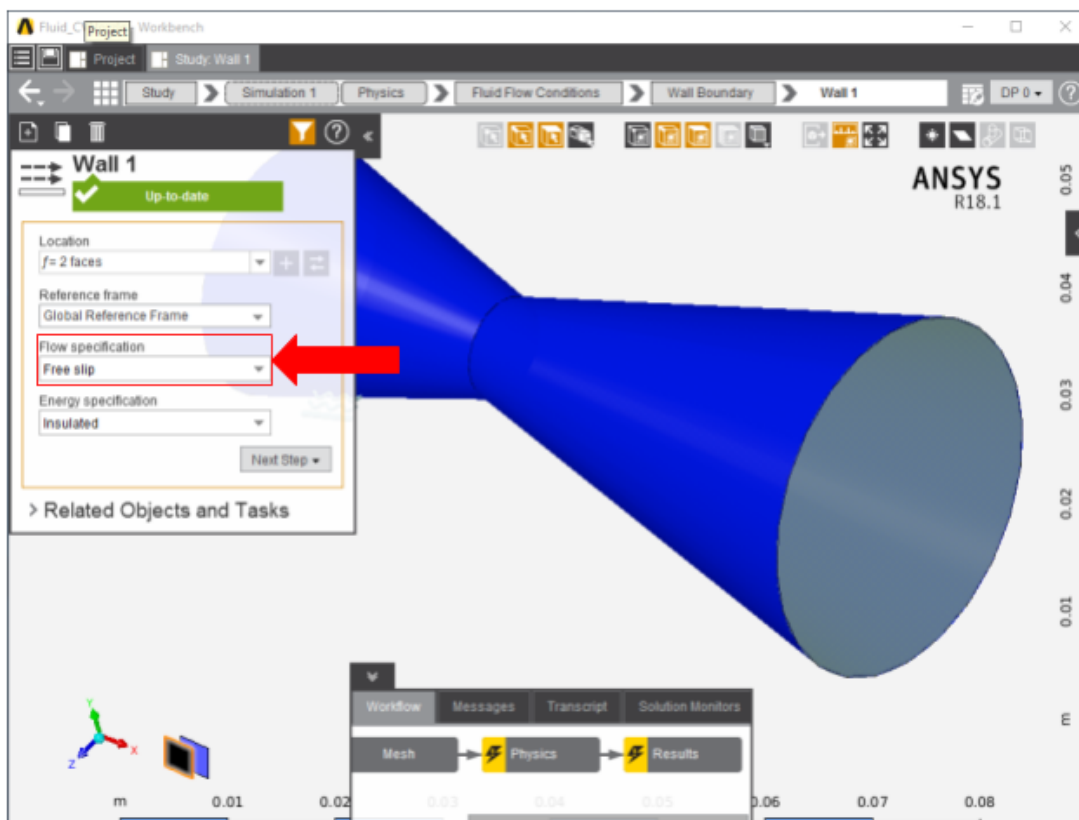 Fluid_C
Project
Workbench
Project
Study: Wall 1
Study
Simulation 1
Physics
Fluid Flow Conditions
Wall Boundary
Wall 1
DP 0
?
?
«
Wall 1
Up-to-date
Location
ƒ= 2 faces
Reference frame
Global Reference Frame
Flow specification
Free slip
Energy specification
Insulated
Next Step
> Related Objects and Tasks
ANSYS
R18.1
0.05
0.04
0.03
0.02
0.01
m
Y
X
Z
Workflow
Messages
Transcript
Solution Monitors
Mesh
Physics
Results
m
0.01
0.02
0.03
0.04
0.05
0.06
0.07
0.08